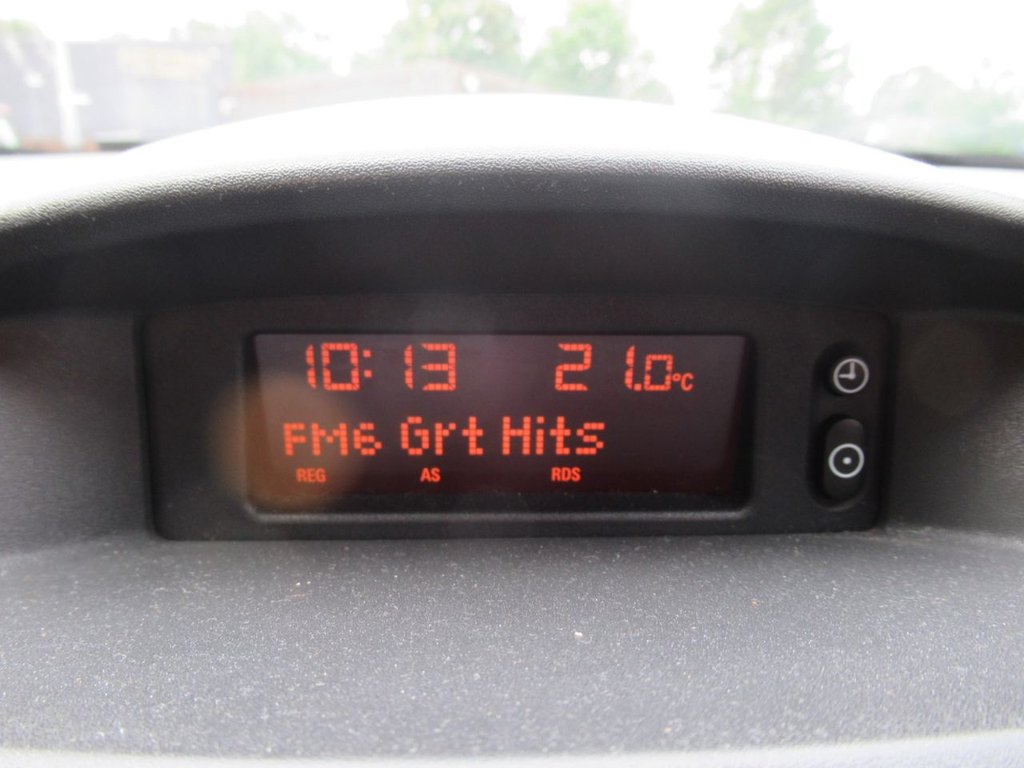 10:13 21.0°C
FM6 Grt Hits
REG AS RDS